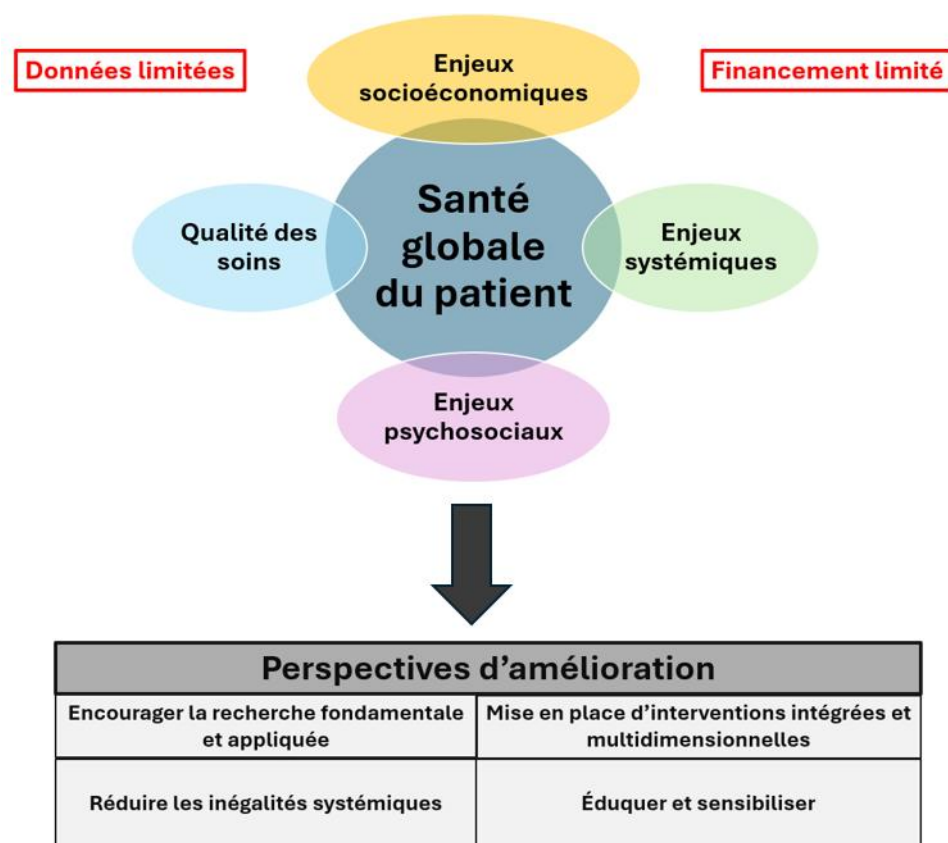 Données limitées
Enjeux
socioéconomiques
Financement limité
Qualité des
soins
Santé
globale
du patient
Enjeux
systémiques
Enjeux
psychosociaux
Perspectives d’amélioration
Encourager la recherche fondamentale
et appliquée
Mise en place d’interventions intégrées et
multidimensionnelles
Réduire les inégalités systémiques
Éduquer et sensibiliser